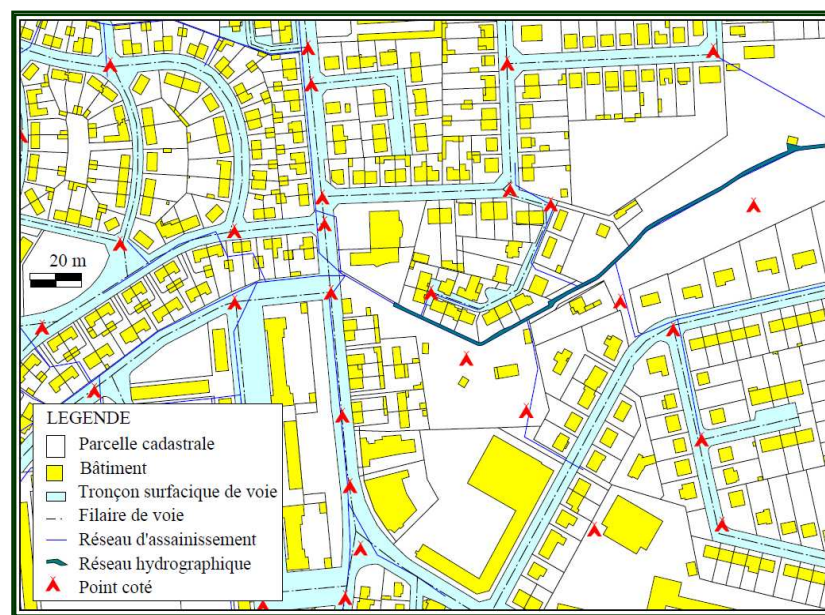 20 m
LEGENDE
Parcelle cadastrale
Bâtiment
Tronçon surfacique de voie
Filaire de voie
Réseau d'assainissement
Réseau hydrographique
Point coté